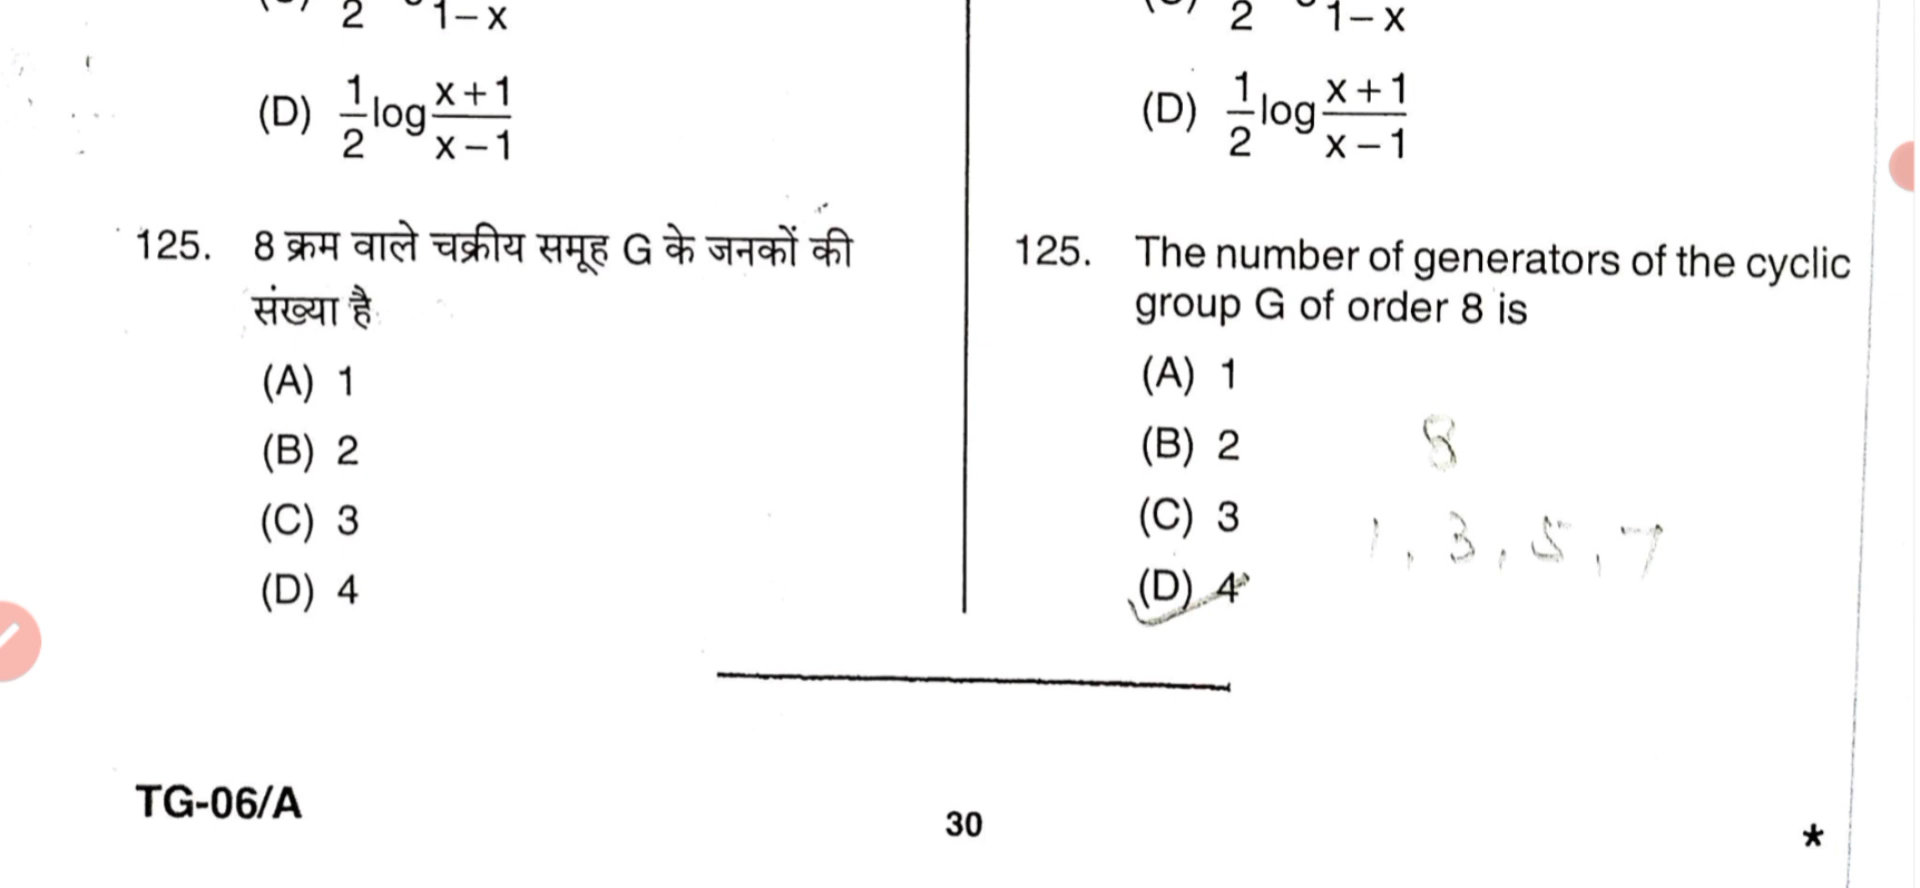 2 1-x
(D) 1/2 log x+1/x-1
125. 8 क्रम वाले चक्रीय समूह G के जनकों की
संख्या है
(A) 1
(B) 2
(C) 3
(D) 4
2 1-x
(D) 1/2 log x+1/x-1
125. The number of generators of the cyclic
group G of order 8 is
(A) 1
(B) 2
(C) 3
(D) 4
8
1, 3, 5, 7
TG-06/A
30
*